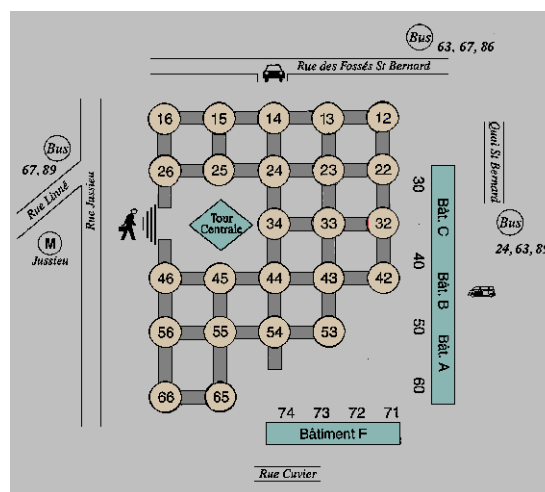 Bus 63, 67, 86
Rue des Fossés St Bernard
16 15 14 13 12
Bus
67, 89
Rue Linné
Rue Jussieu
M
Jussieu
26 25 24 23 22
30
Quai St Bernard
Bus
24, 63, 89
Tour
Centrale
34 33 32
Bât. C
40
46 45 44 43 42
Bât. B
50
56 55 54 53
Bât. A
60
66 65
74 73 72 71
Bâtiment F
Rue Cuvier